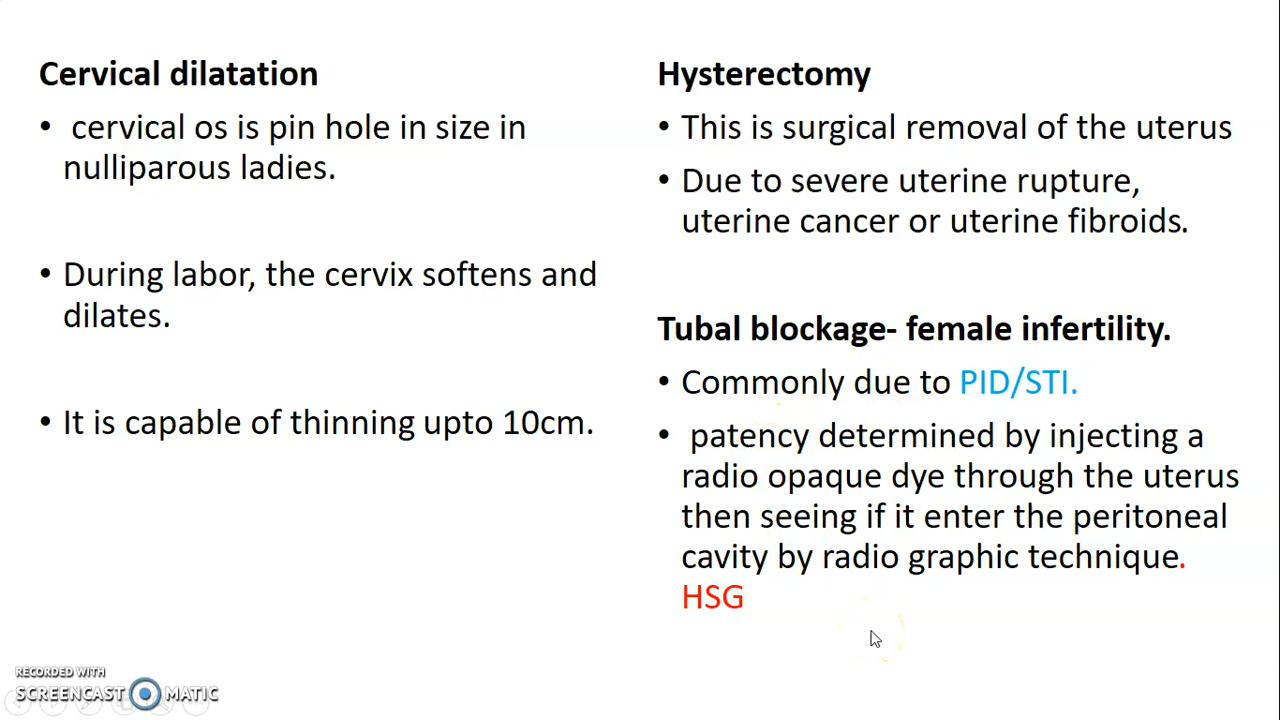 Cervical dilatation
• cervical os is pin hole in size in
nulliparous ladies.
• During labor, the cervix softens and
dilates.
• It is capable of thinning upto 10cm.
Hysterectomy
• This is surgical removal of the uterus
• Due to severe uterine rupture,
uterine cancer or uterine fibroids.
Tubal blockage- female infertility.
• Commonly due to PID/STI.
• patency determined by injecting a
radio opaque dye through the uterus
then seeing if it enter the peritoneal
cavity by radio graphic technique.
HSG
RECORDED WITH
SCREENCAST MATIC